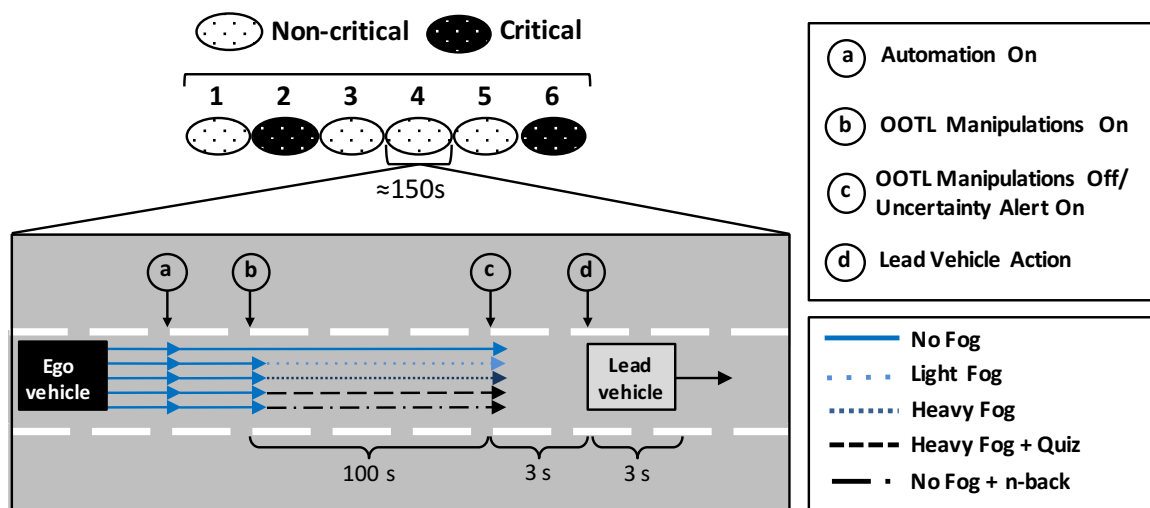 Non-critical
Critical
1 2 3 4 5 6
≈150s
a
b
c
d
Ego
vehicle
Lead
vehicle
100 s
3 s
3 s
a Automation On
b OOTL Manipulations On
c OOTL Manipulations Off/
Uncertainty Alert On
d Lead Vehicle Action
No Fog
Light Fog
Heavy Fog
Heavy Fog + Quiz
No Fog + n-back